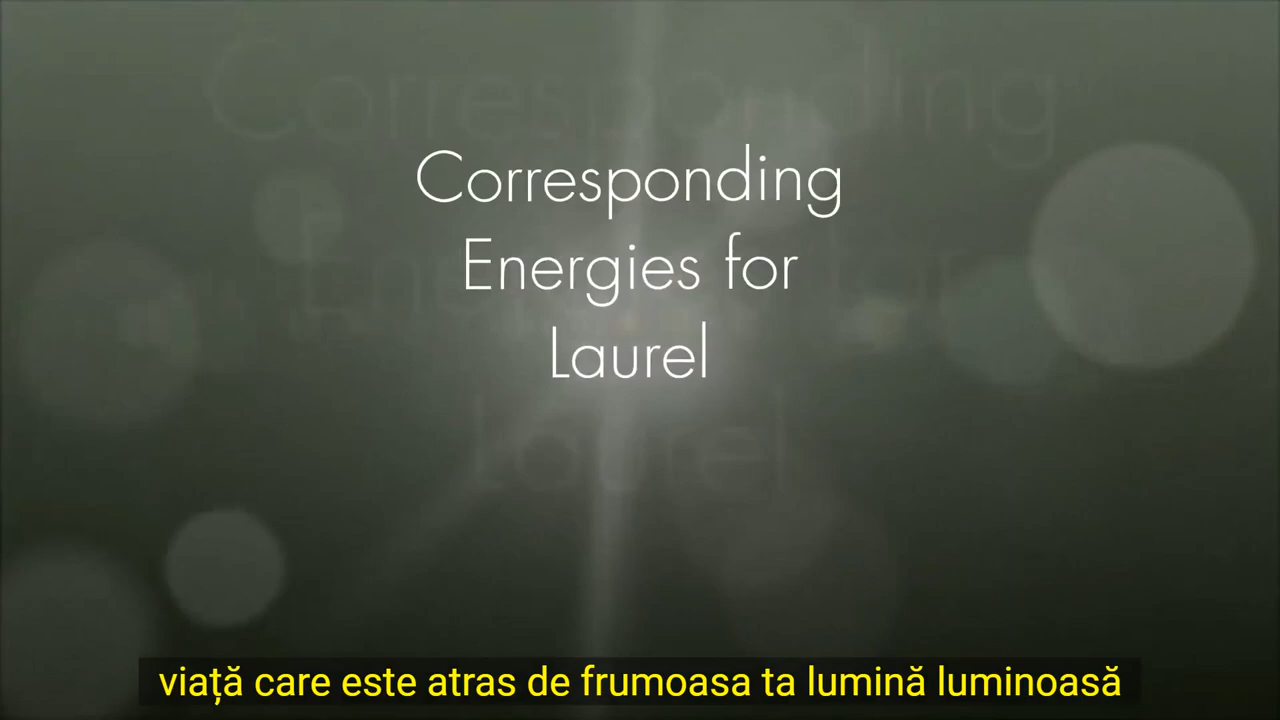 Corresponding
Energies for
Laurel
viață care este atras de frumoasa ta lumină luminoasă